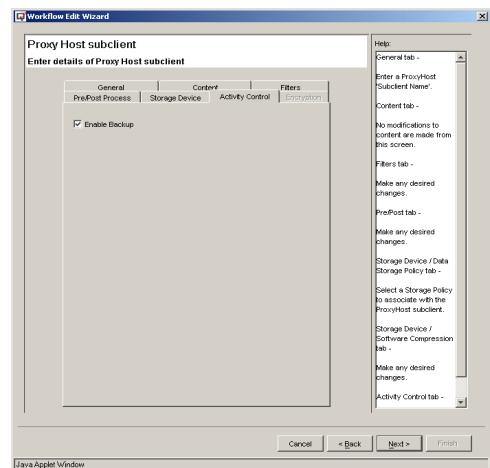 Workflow Edit Wizard
Proxy Host subclient
Enter details of Proxy Host subclient
General
Content
Filters
Pre/Post Process
Storage Device
Activity Control
Encryption
Enable Backup
Help:
General tab -
Enter a ProxyHost
'Subclient Name'.
Content tab -
No modifications to
content are made from
this screen.
Filters tab -
Make any desired
changes.
Pre/Post tab -
Make any desired
changes.
Storage Device / Data
Storage Policy tab -
Select a Storage Policy
to associate with the
ProxyHost subclient.
Storage Device /
Software Compression
tab -
Make any desired
changes.
Activity Control tab -
Cancel
< Back
Next >
Finish
Java Applet Window